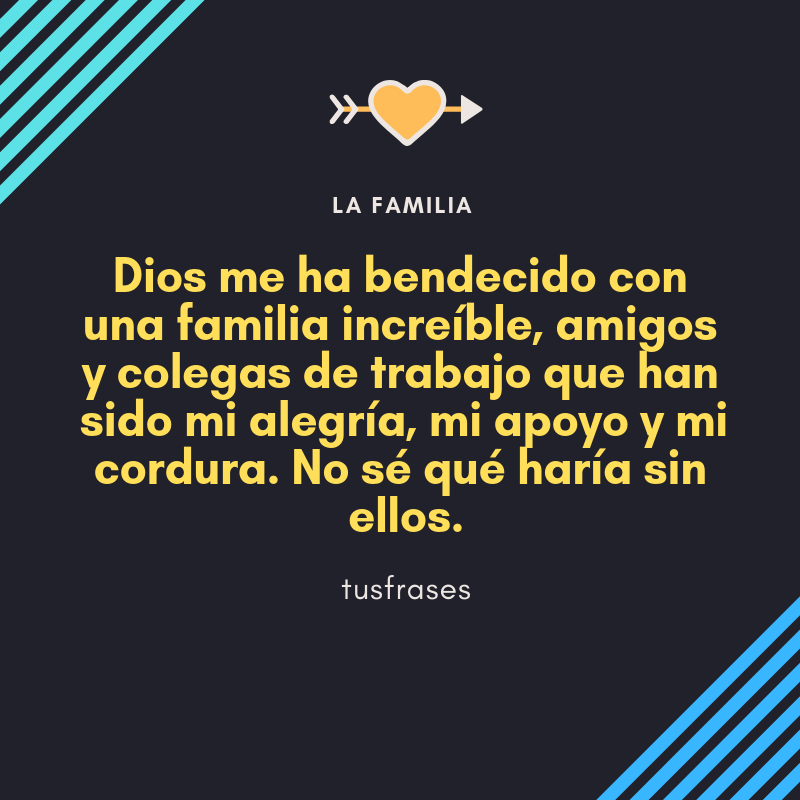 LA FAMILIA
Dios me ha bendecido con
una familia increíble, amigos
y colegas de trabajo que han
sido mi alegría, mi apoyo y mi
cordura. No sé qué haría sin
ellos.
tusfrases